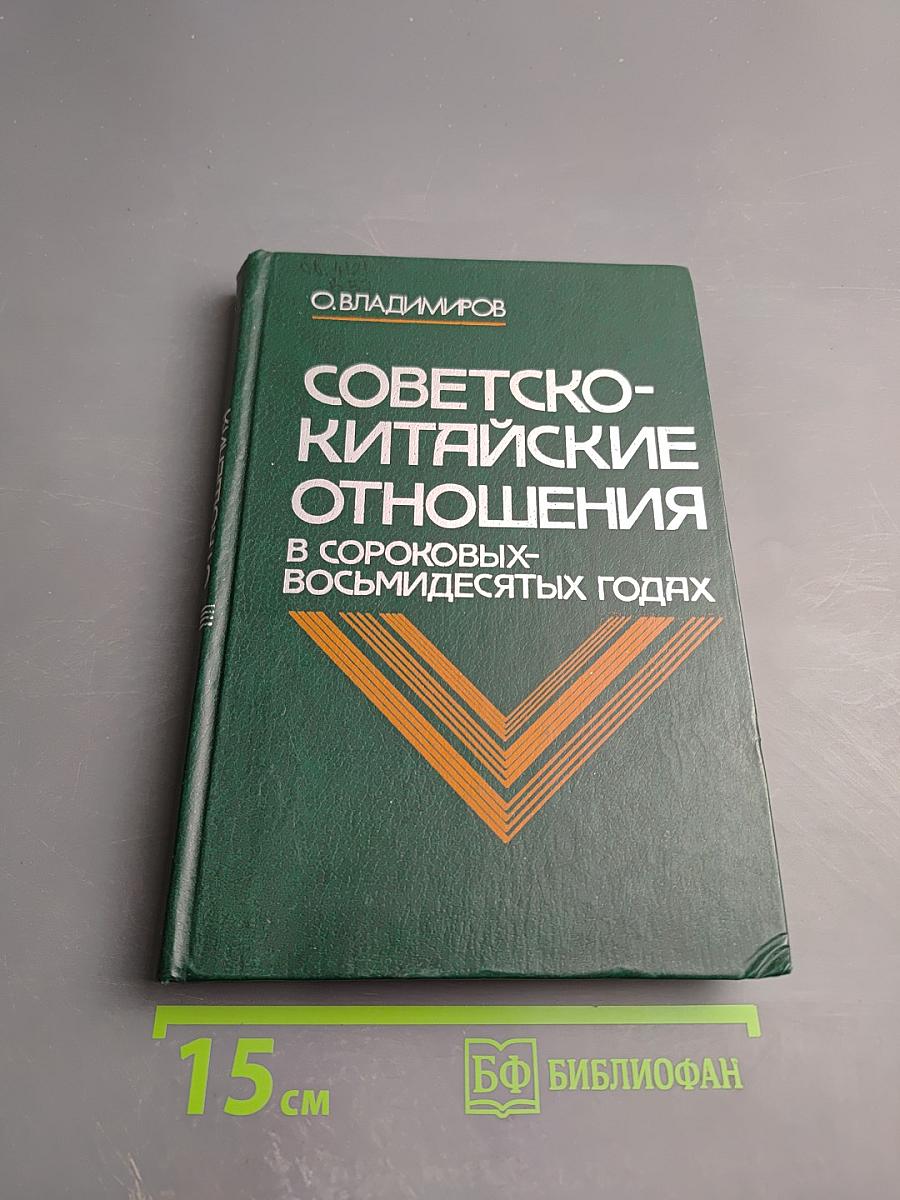 О. ВЛАДИМИРОВ
СОВЕТСКО-
КИТАЙСКИЕ
ОТНОШЕНИЯ
В СОРОКОВЫХ-
ВОСЬМИДЕСЯТЫХ ГОДАХ
15 см
БФ БИБЛИОФАН